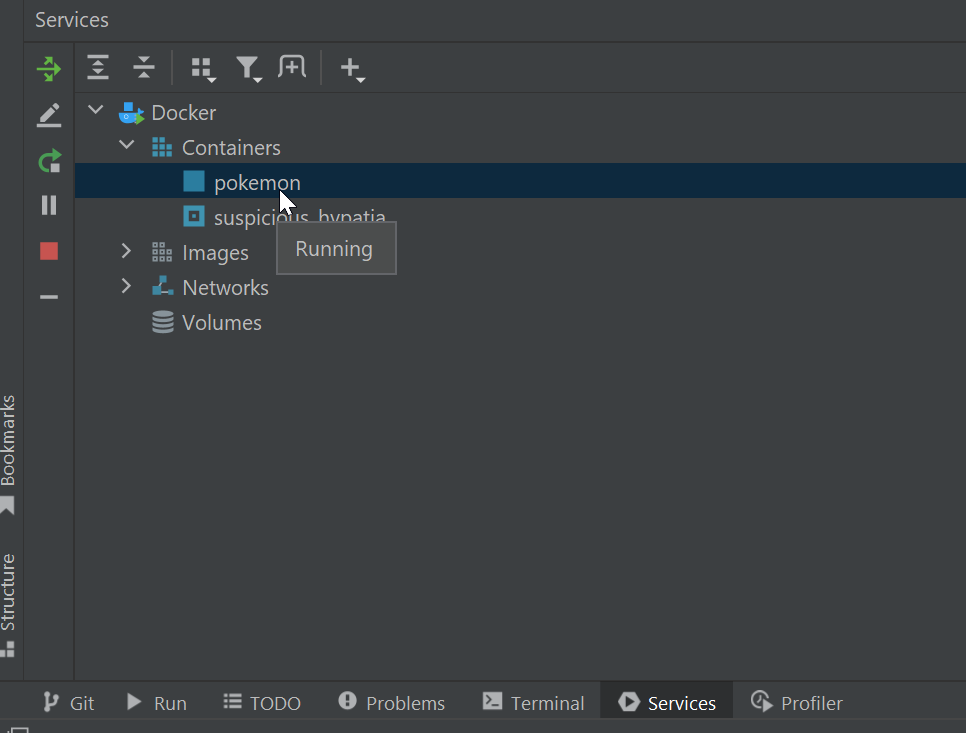 Services
Docker
Containers
pokemon
suspicious_hypatia
Running
Images
Networks
Volumes
Bookmarks
Structure
Git
Run
TODO
Problems
Terminal
Services
Profiler